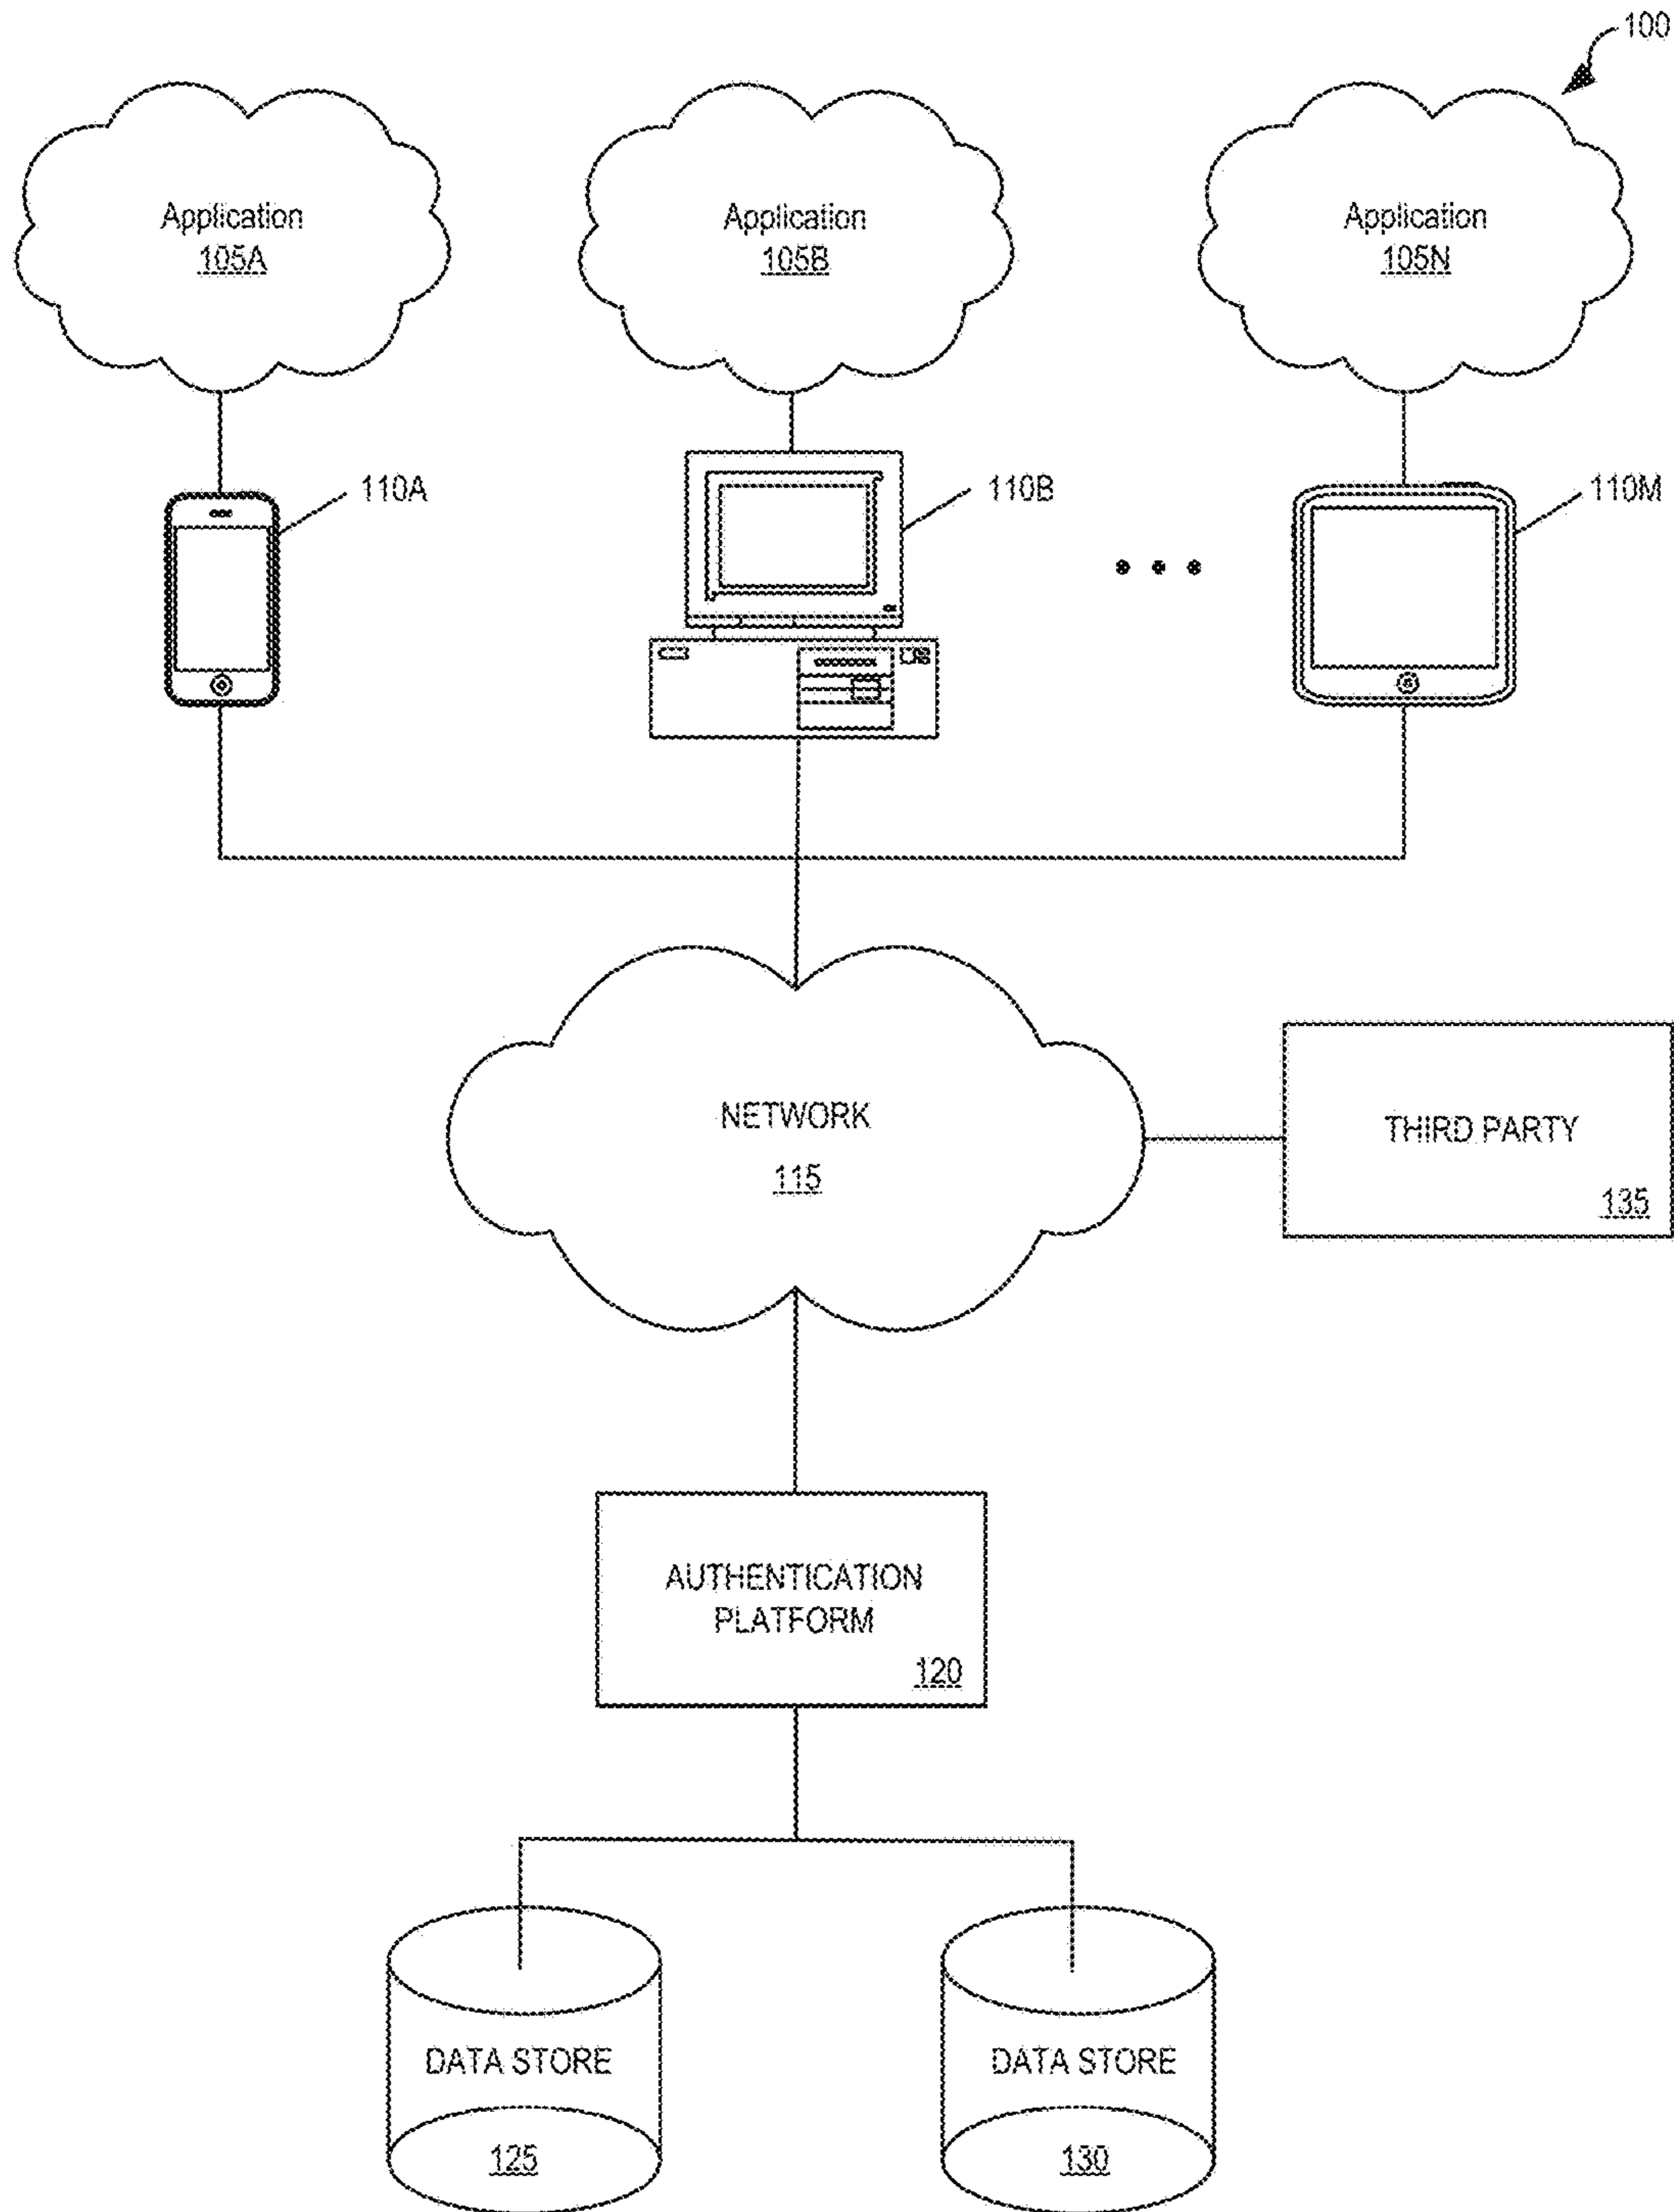 100
Application
105A
Application
105B
Application
105N
110A
110B
110M
NETWORK
115
THIRD PARTY
135
AUTHENTICATION
PLATFORM
120
DATA STORE
125
DATA STORE
130